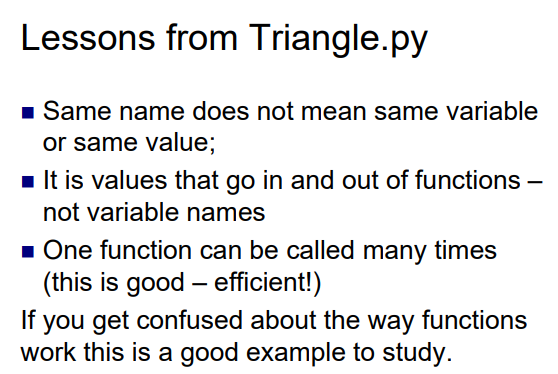 Lessons from Triangle.py
■ Same name does not mean same variable
or same value;
■ It is values that go in and out of functions –
not variable names
■ One function can be called many times
(this is good – efficient!)
If you get confused about the way functions
work this is a good example to study.